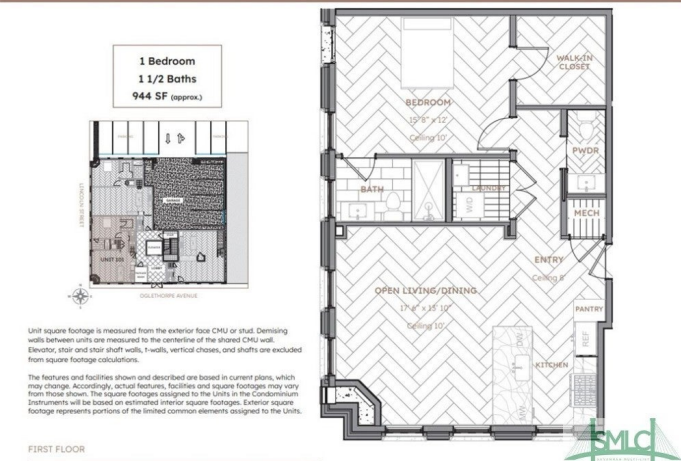 1 Bedroom
1 1/2 Baths
944 SF (approx.)
GARAGE
UNIT 101
OGLETHORPE AVENUE
Unit square footage is measured from the exterior face CMU or stud. Demising
walls between units are measured to the centerline of the shared CMU wall.
Elevator, stair and stair shaft walls, t-walls, vertical chases, and shafts are excluded
from square footage calculations.
The features and facilities shown and described are based in current plans, which
may change. Accordingly, actual features, facilities and square footages may vary
from those shown. The square footages assigned to the Units in the Condominium
Instruments will be based on estimated interior square footages. Exterior square
footage represents portions of the limited common elements assigned to the Units.
FIRST FLOOR
WALK-IN
CLOSET
BEDROOM
15' 8" x 12'
Ceiling 10'
PWDR
BATH
LAUNDRY
W/D
MECH
ENTRY
Ceiling 8'
OPEN LIVING/DINING
17' 6" x 15' 10"
Ceiling 10'
PANTRY
REF
KITCHEN
DW
SMLC